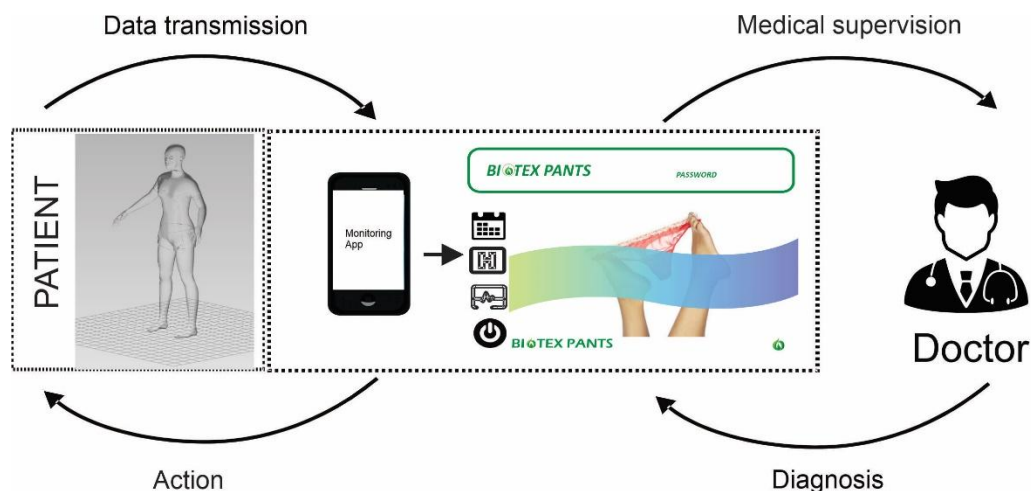 Data transmission
Medical supervision
PATIENT
Monitoring
App
BIOTEX PANTS
PASSWORD
BIOTEX PANTS
Doctor
Action
Diagnosis